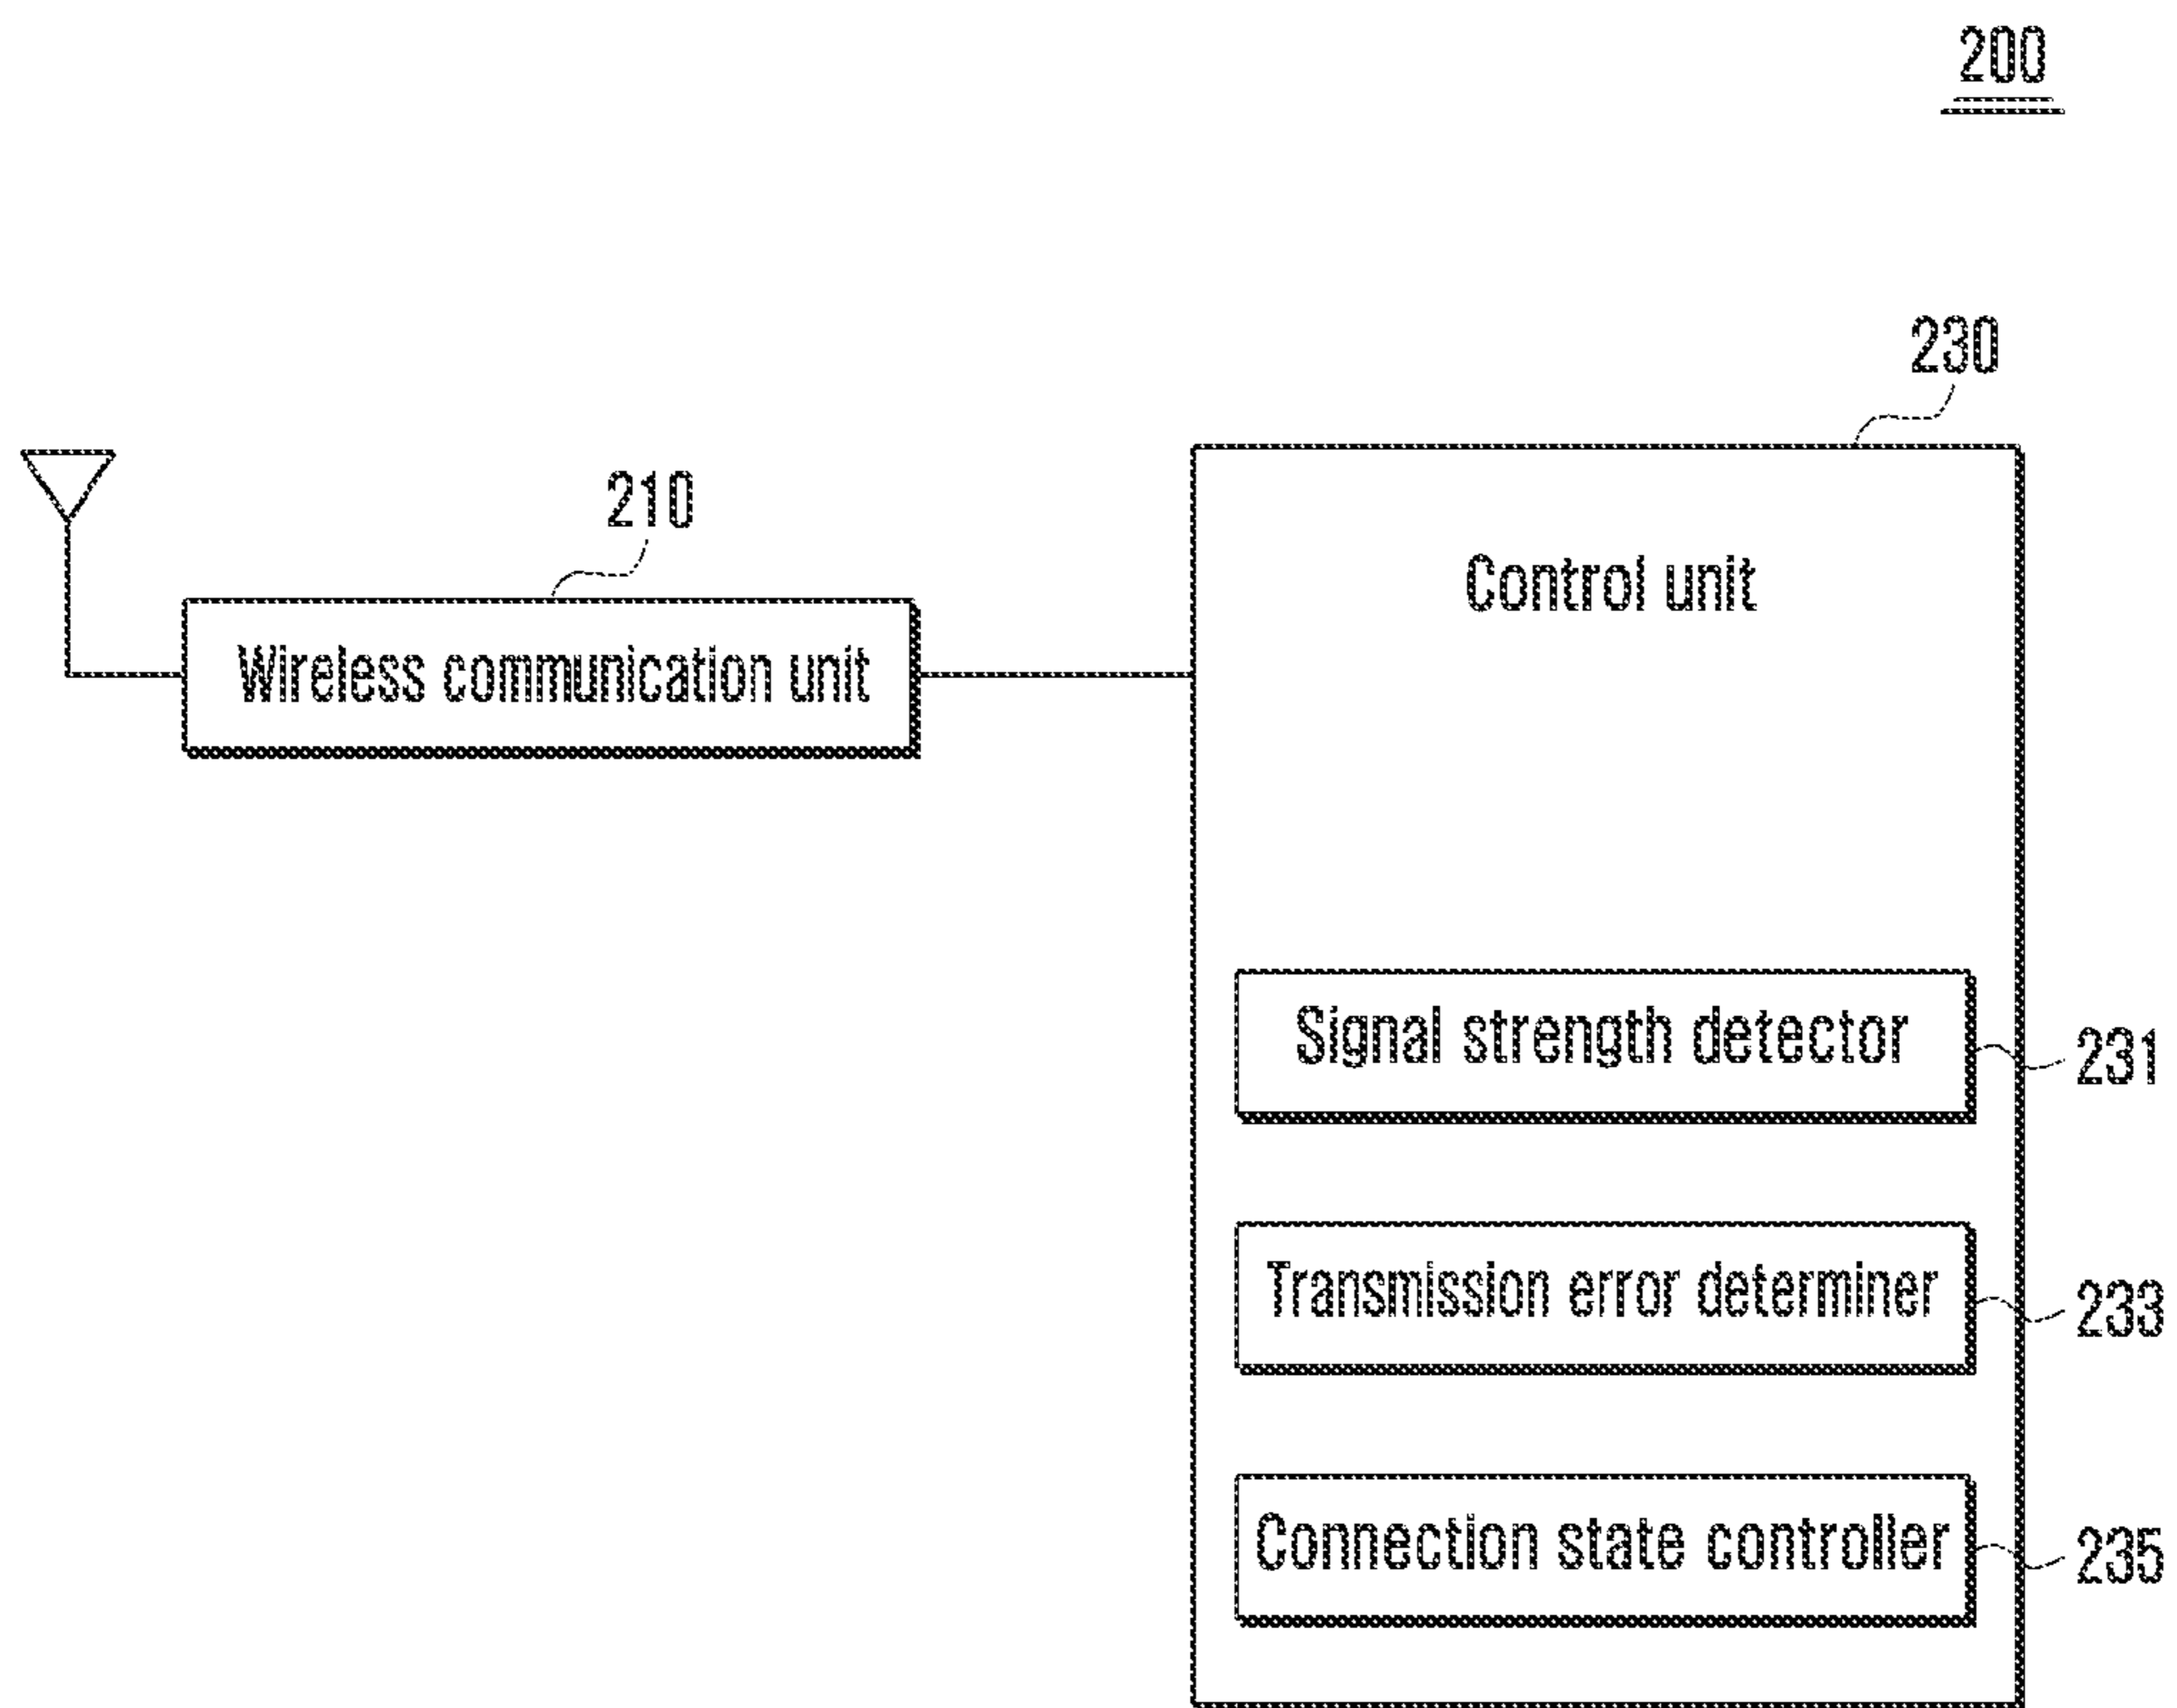 200
230
210
Control unit
Wireless communication unit
Signal strength detector
231
Transmission error determiner
233
Connection state controller
235